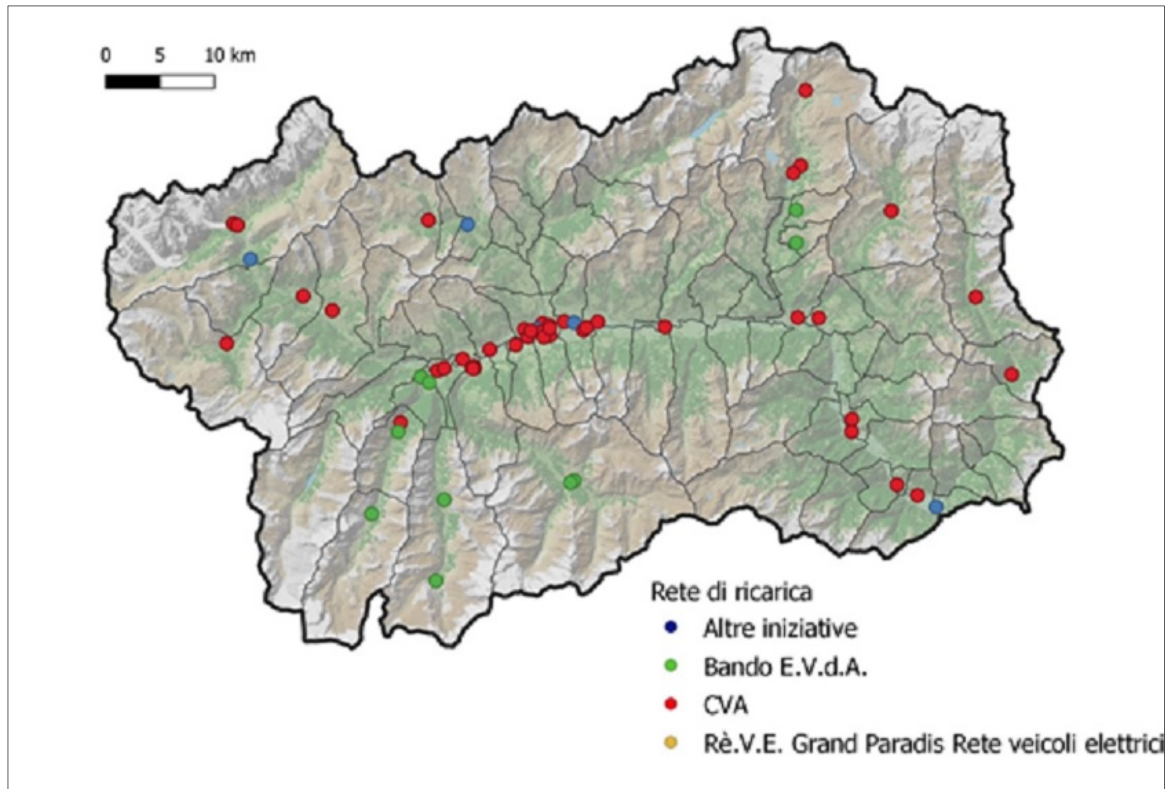 0 5 10 km
Rete di ricarica
Altre iniziative
Bando E.V.d.A.
CVA
Rè.V.E. Grand Paradis Rete veicoli elettrici